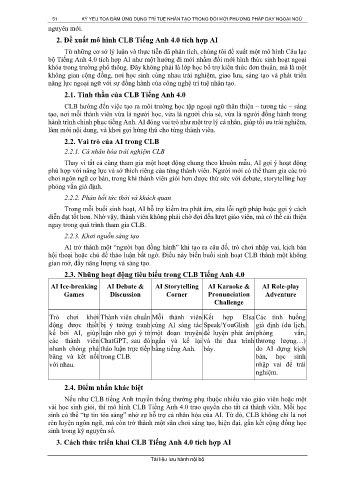 51 KỶ YẾU TỌA ĐÀM ỨNG DỤNG TRÍ TUỆ NHÂN TẠO TRONG ĐỔI MỚI PHƯƠNG PHÁP DẠY NGOẠI NGỮ
nguyên mới.
2. Đề xuất mô hình CLB Tiếng Anh 4.0 tích hợp AI
Từ những cơ sở lý luận và thực tiễn đã phân tích, chúng tôi đề xuất một mô hình Câu lạc
bộ Tiếng Anh 4.0 tích hợp AI như một hướng đi mới nhằm đổi mới hình thức sinh hoạt ngoại
khóa trong trường phổ thông. Đây không phải là lớp học bổ trợ kiến thức đơn thuần, mà là một
không gian cộng đồng, nơi học sinh cùng nhau trải nghiệm, giao lưu, sáng tạo và phát triển
năng lực ngoại ngữ với sự đồng hành của công nghệ trí tuệ nhân tạo.
2.1. Tinh thần của CLB Tiếng Anh 4.0
CLB hướng đến việc tạo ra môi trường học tập ngoại ngữ thân thiện – tương tác – sáng
tạo, nơi mỗi thành viên vừa là người học, vừa là người chia sẻ, vừa là người đồng hành trong
hành trình chinh phục tiếng Anh. AI đóng vai trò như một trợ lý cá nhân, giúp tối ưu trải nghiệm,
làm mới nội dung, và khơi gợi hứng thú cho từng thành viên.
2.2. Vai trò của AI trong CLB
2.2.1. Cá nhân hóa trải nghiệm CLB
Thay vì tất cả cùng tham gia một hoạt động chung theo khuôn mẫu, AI gợi ý hoạt động
phù hợp với năng lực và sở thích riêng của từng thành viên. Người mới có thể tham gia các trò
chơi ngôn ngữ cơ bản, trong khi thành viên giỏi hơn được thử sức với debate, storytelling hay
phỏng vấn giả định.
2.2.2. Phản hồi tức thời và khách quan
Trong mỗi buổi sinh hoạt, AI hỗ trợ kiểm tra phát âm, sửa lỗi ngữ pháp hoặc gợi ý cách
diễn đạt tốt hơn. Nhờ vậy, thành viên không phải chờ đợi đến lượt giáo viên, mà có thể cải thiện
ngay trong quá trình tham gia CLB.
2.2.3. Khơi nguồn sáng tạo
AI trở thành một “người bạn đồng hành” khi tạo ra câu đố, trò chơi nhập vai, kịch bản
hội thoại hoặc chủ đề thảo luận bất ngờ. Điều này biến buổi sinh hoạt CLB thành một không
gian mở, đầy năng lượng và sáng tạo.
2.3. Những hoạt động tiêu biểu trong CLB Tiếng Anh 4.0
AI Ice-breaking Games
AI Debate & Discussion
AI Storytelling Corner
AI Karaoke & Pronunciation Challenge
AI Role-play Adventure
Trò chơi khởi
động được thiết
kế bởi AI, giúp
các thành viên
nhanh chóng phá
băng và kết nối
với nhau.
Thành viên chuẩn
bị ý tưởng tranh
luận nhờ gợi ý từ
ChatGPT, sau đó
thảo luận trực tiếp
trong CLB.
Mỗi thành viên
cùng AI sáng tác
một đoạn truyện
ngắn và kể lại
bằng tiếng Anh.
Kết hợp Elsa
Speak/YouGlish
để luyện phát âm
và thi đua trình
bày.
Các tình huống
giả định (du lịch,
phỏng vấn,
thương lượng…)
do AI dựng kịch
bản, học sinh
nhập vai để trải
nghiệm.
2.4. Điểm nhấn khác biệt
Nếu như CLB tiếng Anh truyền thống thường phụ thuộc nhiều vào giáo viên hoặc một
vài học sinh giỏi, thì mô hình CLB Tiếng Anh 4.0 trao quyền cho tất cả thành viên. Mỗi học
sinh có thể “tự tin tỏa sáng” nhờ sự hỗ trợ cá nhân hóa của AI. Từ đó, CLB không chỉ là nơi
rèn luyện ngôn ngữ, mà còn trở thành một sân chơi sáng tạo, hiện đại, gắn kết cộng đồng học
sinh trong kỷ nguyên số.
3. Cách thức triển khai CLB Tiếng Anh 4.0 tích hợp AI
Tài liệu lưu hành nội bộ